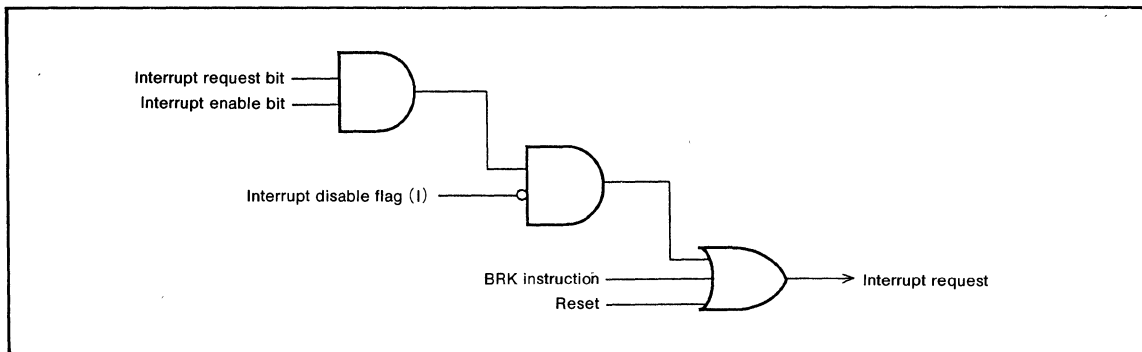 Interrupt request bit
Interrupt enable bit
Interrupt disable flag (I)
BRK instruction
Reset
Interrupt request